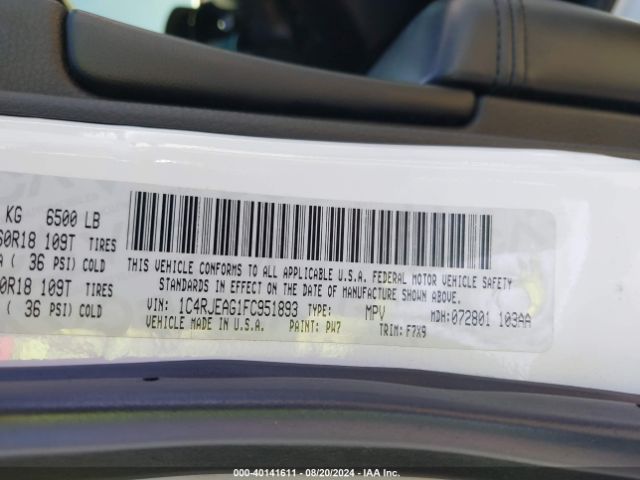 KG 6500 LB
60R18 109T TIRES
( 36 PSI) COLD
0R18 109T TIRES
( 36 PSI) COLD
THIS VEHICLE CONFORMS TO ALL APPLICABLE U.S.A. FEDERAL MOTOR VEHICLE SAFETY
STANDARDS IN EFFECT ON THE DATE OF MANUFACTURE SHOWN ABOVE.
VIN: 1C4RJEAG1FC951893 TYPE: MPV MDH: 072801 103AA
VEHICLE MADE IN U.S.A. PAINT: PW7 TRIM: F7X9
000-40141611 - 08/20/2024 - IAA Inc.